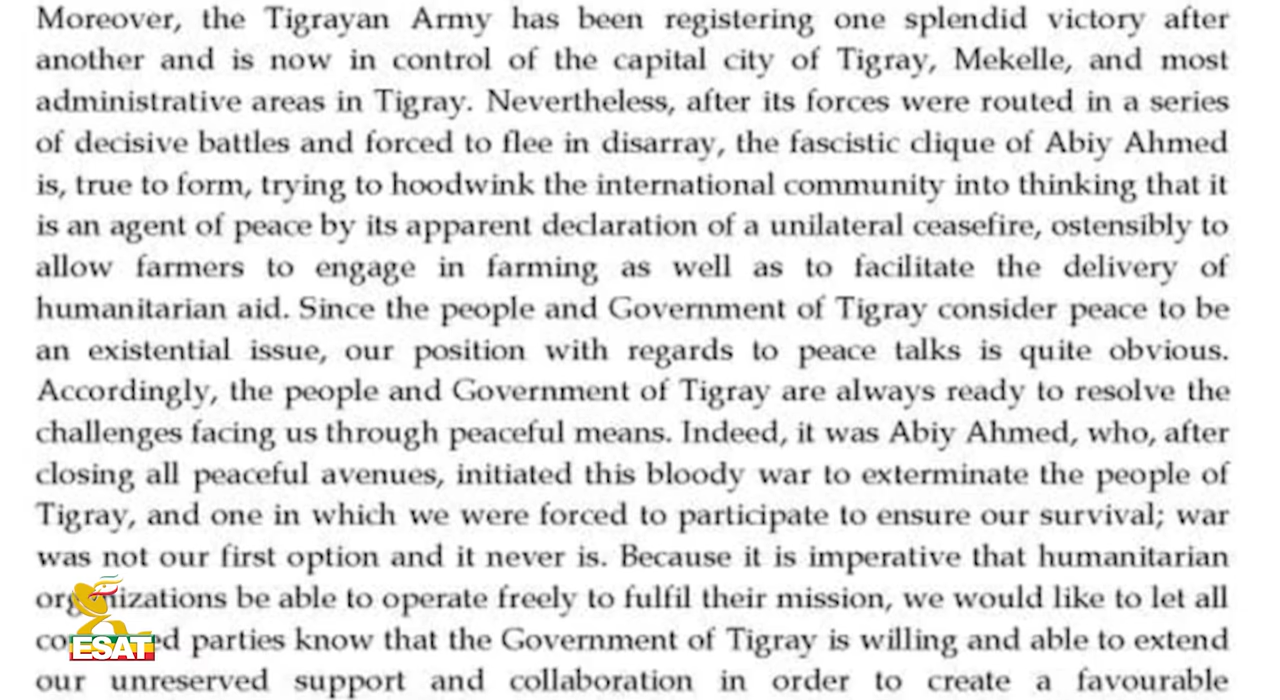 Moreover, the Tigrayan Army has been registering one splendid victory after
another and is now in control of the capital city of Tigray, Mekelle, and most
administrative areas in Tigray. Nevertheless, after its forces were routed in a series
of decisive battles and forced to flee in disarray, the fascistic clique of Abiy Ahmed
is, true to form, trying to hoodwink the international community into thinking that it
is an agent of peace by its apparent declaration of a unilateral ceasefire, ostensibly to
allow farmers to engage in farming as well as to facilitate the delivery of
humanitarian aid. Since the people and Government of Tigray consider peace to be
an existential issue, our position with regards to peace talks is quite obvious.
Accordingly, the people and Government of Tigray are always ready to resolve the
challenges facing us through peaceful means. Indeed, it was Abiy Ahmed, who, after
closing all peaceful avenues, initiated this bloody war to exterminate the people of
Tigray, and one in which we were forced to participate to ensure our survival; war
was not our first option and it never is. Because it is imperative that humanitarian
be able to operate freely to fulfil their mission, we would like to let all
parties know that the Government of Tigray is willing and able to extend
our unreserved support and collaboration in order to create a favourable
ESAT